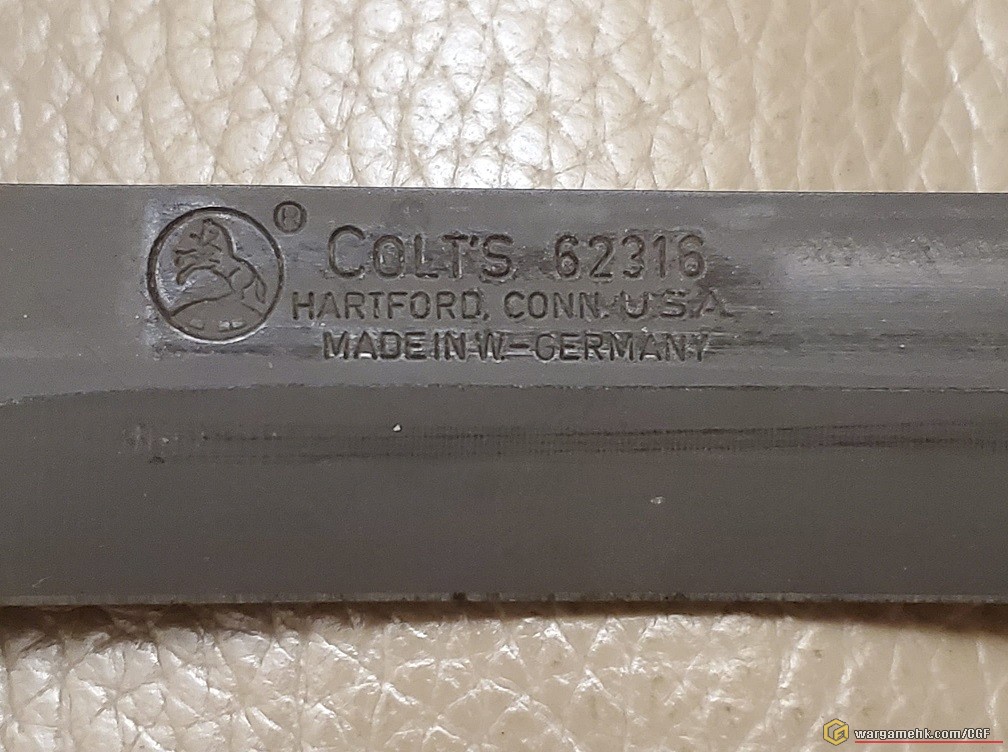 ®
COLT'S 62316
HARTFORD, CONN. U.S.A.
MADE IN W-GERMANY
wargamehk.com/CGF